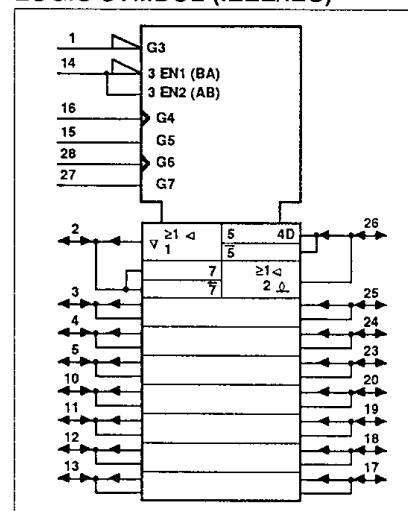 LOGIC SYMBOL (IEEE/IEC)
1 G3
14 3 EN1 (BA)
3 EN2 (AB)
16 G4
15 G5
28 G6
27 G7
2 ▽ ≥1 ◁ 5 4D 26
1 5̅
7 ≥1 ◁
7̅ 2 ⎐
3 25
4 24
5 23
10 20
11 19
12 18
13 17